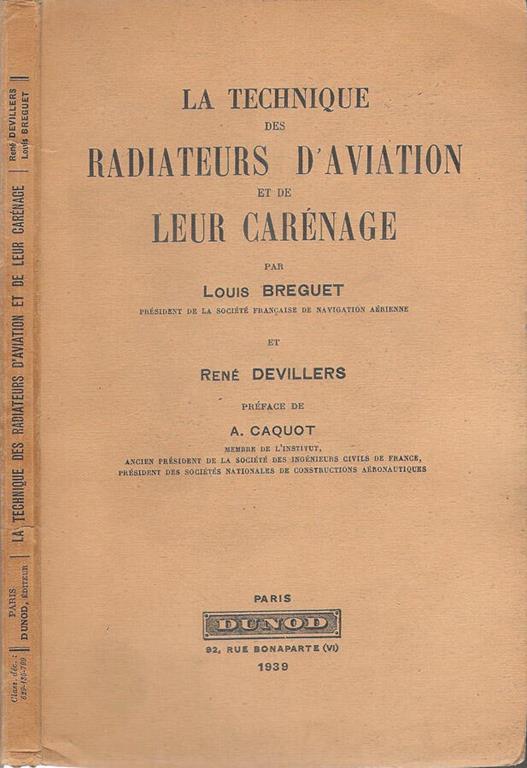 LA TECHNIQUE
DES
RADIATEURS D'AVIATION
ET DE
LEUR CARÉNAGE
PAR
LOUIS BREGUET
PRÉSIDENT DE LA SOCIÉTÉ FRANÇAISE DE NAVIGATION AÉRIENNE
ET
RENÉ DEVILLERS
PRÉFACE DE
A. CAQUOT
MEMBRE DE L'INSTITUT,
ANCIEN PRÉSIDENT DE LA SOCIÉTÉ DES INGÉNIEURS CIVILS DE FRANCE,
PRÉSIDENT DES SOCIÉTÉS NATIONALES DE CONSTRUCTIONS AÉRONAUTIQUES
PARIS
DUNOD
92, RUE BONAPARTE (VI)
1939
René DEVILLERS
Louis BREGUET
LA TECHNIQUE DES RADIATEURS D'AVIATION ET DE LEUR CARÉNAGE
PARIS
DUNOD, ÉDITEUR
Class. déc. :